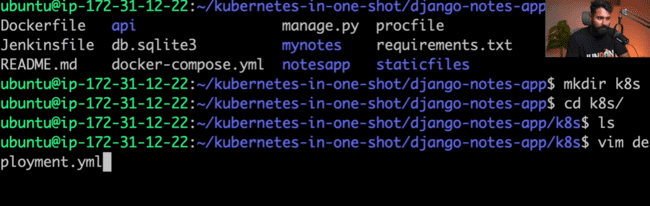 ubuntu@ip-172-31-12-22:~/kubernetes-in-one-shot/django-notes-app
Dockerfile api manage.py procfile
Jenkinsfile db.sqlite3 mynotes requirements.txt
README.md docker-compose.yml notesapp staticfiles
ubuntu@ip-172-31-12-22:~/kubernetes-in-one-shot/django-notes-app$ mkdir k8s
ubuntu@ip-172-31-12-22:~/kubernetes-in-one-shot/django-notes-app$ cd k8s/
ubuntu@ip-172-31-12-22:~/kubernetes-in-one-shot/django-notes-app/k8s$ ls
ubuntu@ip-172-31-12-22:~/kubernetes-in-one-shot/django-notes-app/k8s$ vim de
ployment.yml